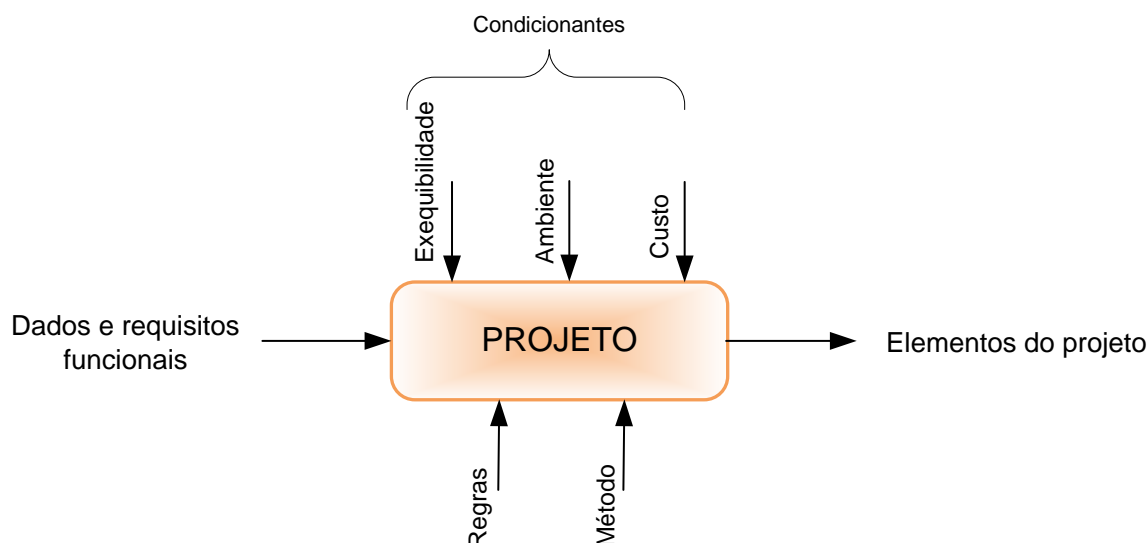 Condicionantes
Exequibilidade
Ambiente
Custo
Dados e requisitos
funcionais
PROJETO
Elementos do projeto
Regras
Método